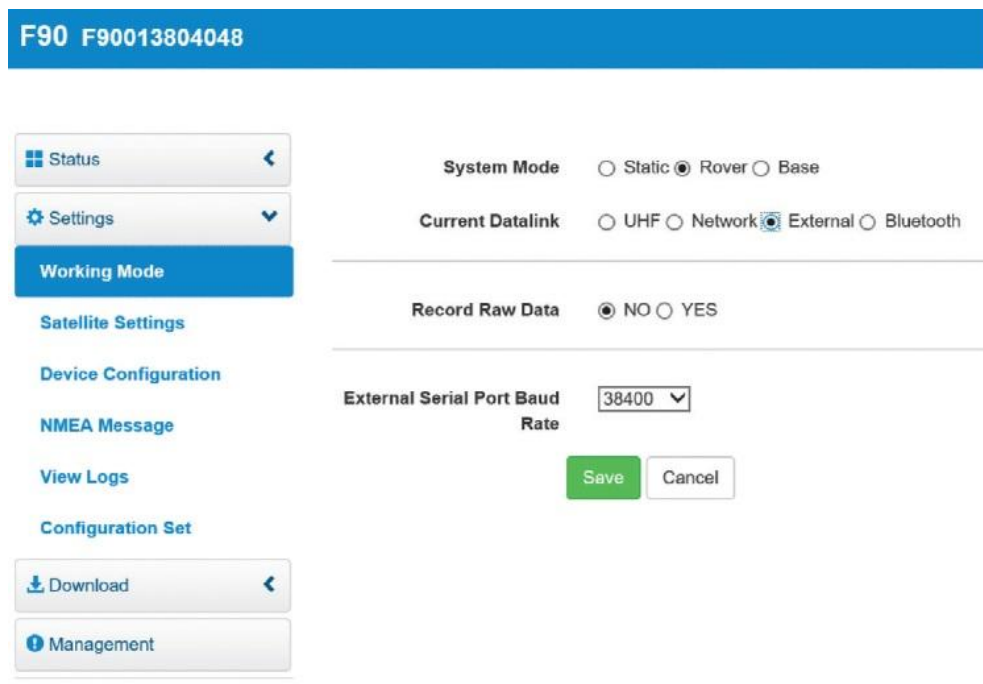 F90 F90013804048
Status
Settings
Working Mode
Satellite Settings
Device Configuration
NMEA Message
View Logs
Configuration Set
Download
Management
System Mode Static Rover Base
Current Datalink UHF Network External Bluetooth
Record Raw Data NO YES
External Serial Port Baud
Rate
38400
Save Cancel